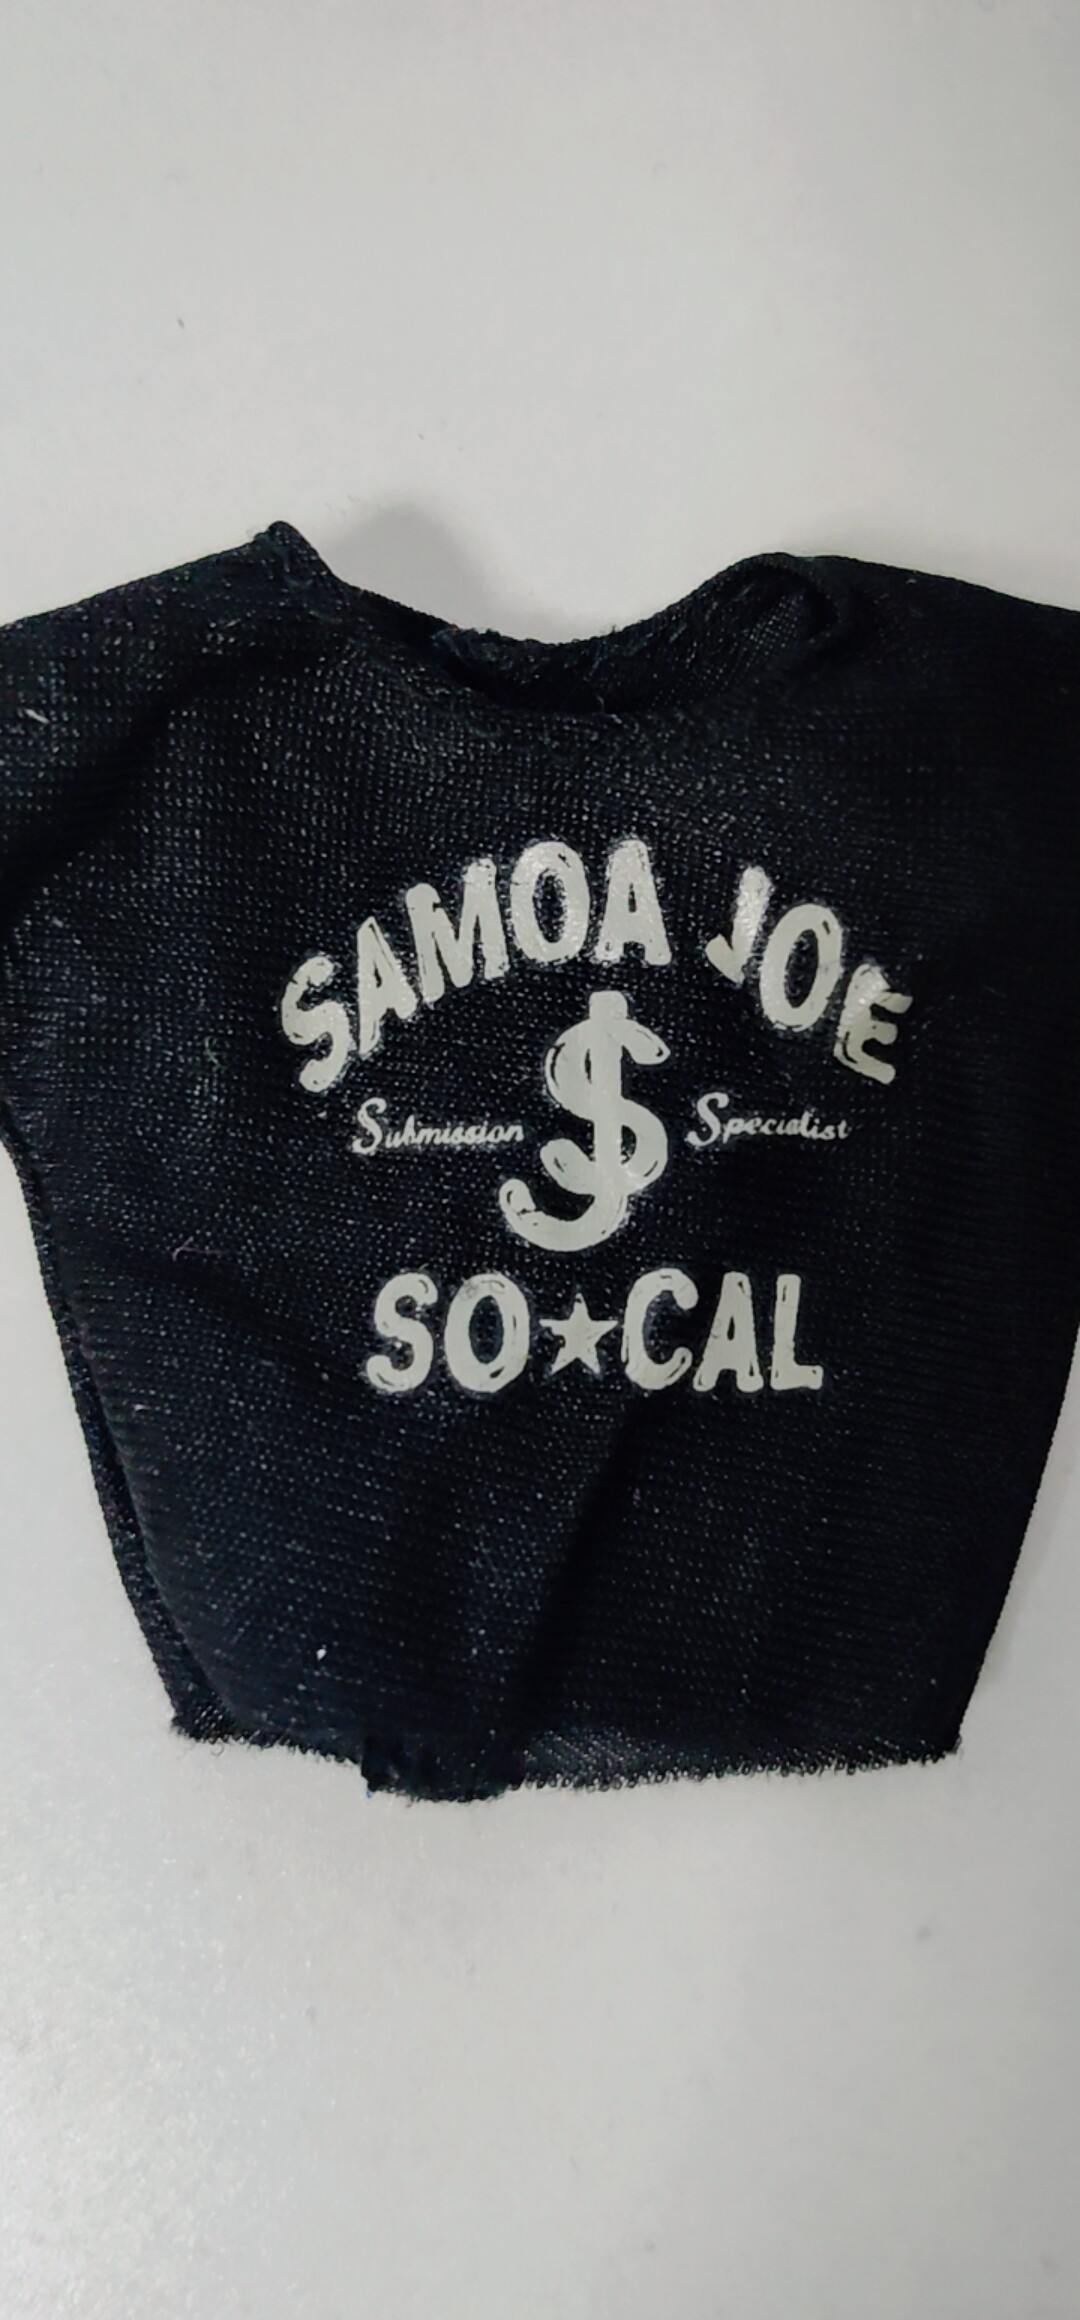 SAMOA JOE
Submission $ Specialist
SO★CAL